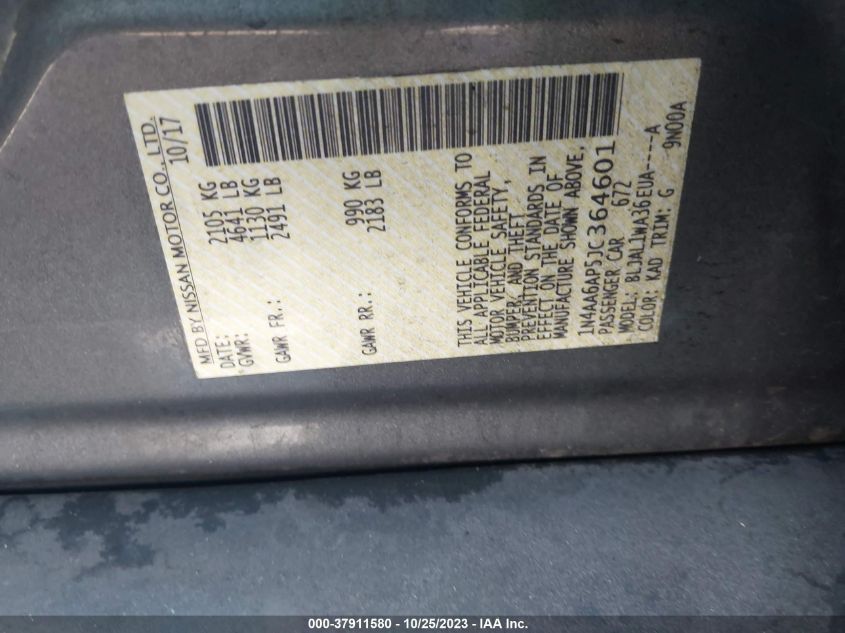 MFD BY NISSAN MOTOR CO., LTD.
DATE: 10/17
GVWR: 2105 KG
4641 LB
GAWR FR.: 1130 KG
2491 LB
GAWR RR.: 990 KG
2183 LB
THIS VEHICLE CONFORMS TO
ALL APPLICABLE FEDERAL
MOTOR VEHICLE SAFETY,
BUMPER, AND THEFT
PREVENTION STANDARDS IN
EFFECT ON THE DATE OF
MANUFACTURE SHOWN ABOVE.
1N4AA6AP5JC364601
PASSENGER CAR 672
MODEL: BLJAL1WA36EUA----A
COLOR: KAD TRIM: G 9N00A
000-37911580 - 10/25/2023 - IAA Inc.